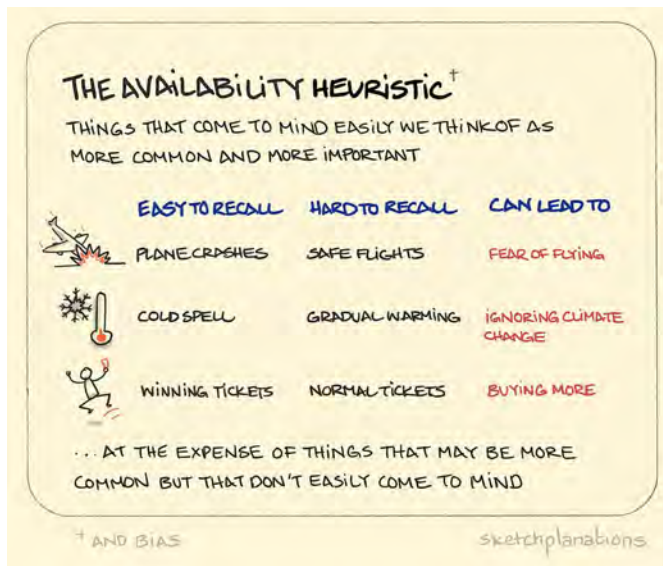 THE AVAILABILITY HEURISTIC†
THINGS THAT COME TO MIND EASILY WE THINK OF AS
MORE COMMON AND MORE IMPORTANT
EASY TO RECALL HARD TO RECALL CAN LEAD TO
PLANE CRASHES SAFE FLIGHTS FEAR OF FLYING
COLD SPELL GRADUAL WARMING IGNORING CLIMATE
CHANGE
WINNING TICKETS NORMAL TICKETS BUYING MORE
...AT THE EXPENSE OF THINGS THAT MAY BE MORE
COMMON BUT THAT DON'T EASILY COME TO MIND
† AND BIAS sketchplanations